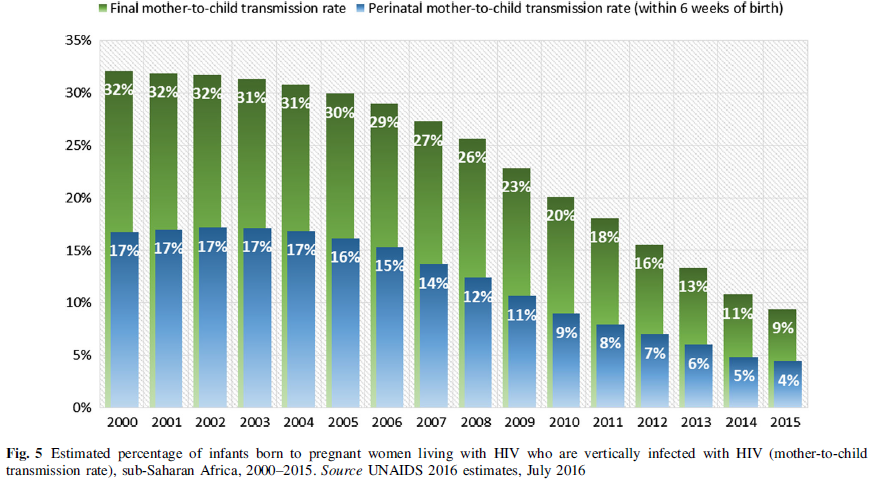 Final mother-to-child transmission rate Perinatal mother-to-child transmission rate (within 6 weeks of birth)
35%
30%
25%
20%
15%
10%
5%
0%
32% 32% 32% 31% 31% 30% 29% 27% 26% 23% 20% 18% 16% 13% 11% 9%
17% 17% 17% 17% 17% 16% 15% 14% 12% 11% 9% 8% 7% 6% 5% 4%
2000 2001 2002 2003 2004 2005 2006 2007 2008 2009 2010 2011 2012 2013 2014 2015
Fig. 5 Estimated percentage of infants born to pregnant women living with HIV who are vertically infected with HIV (mother-to-child
transmission rate), sub-Saharan Africa, 2000–2015. Source UNAIDS 2016 estimates, July 2016